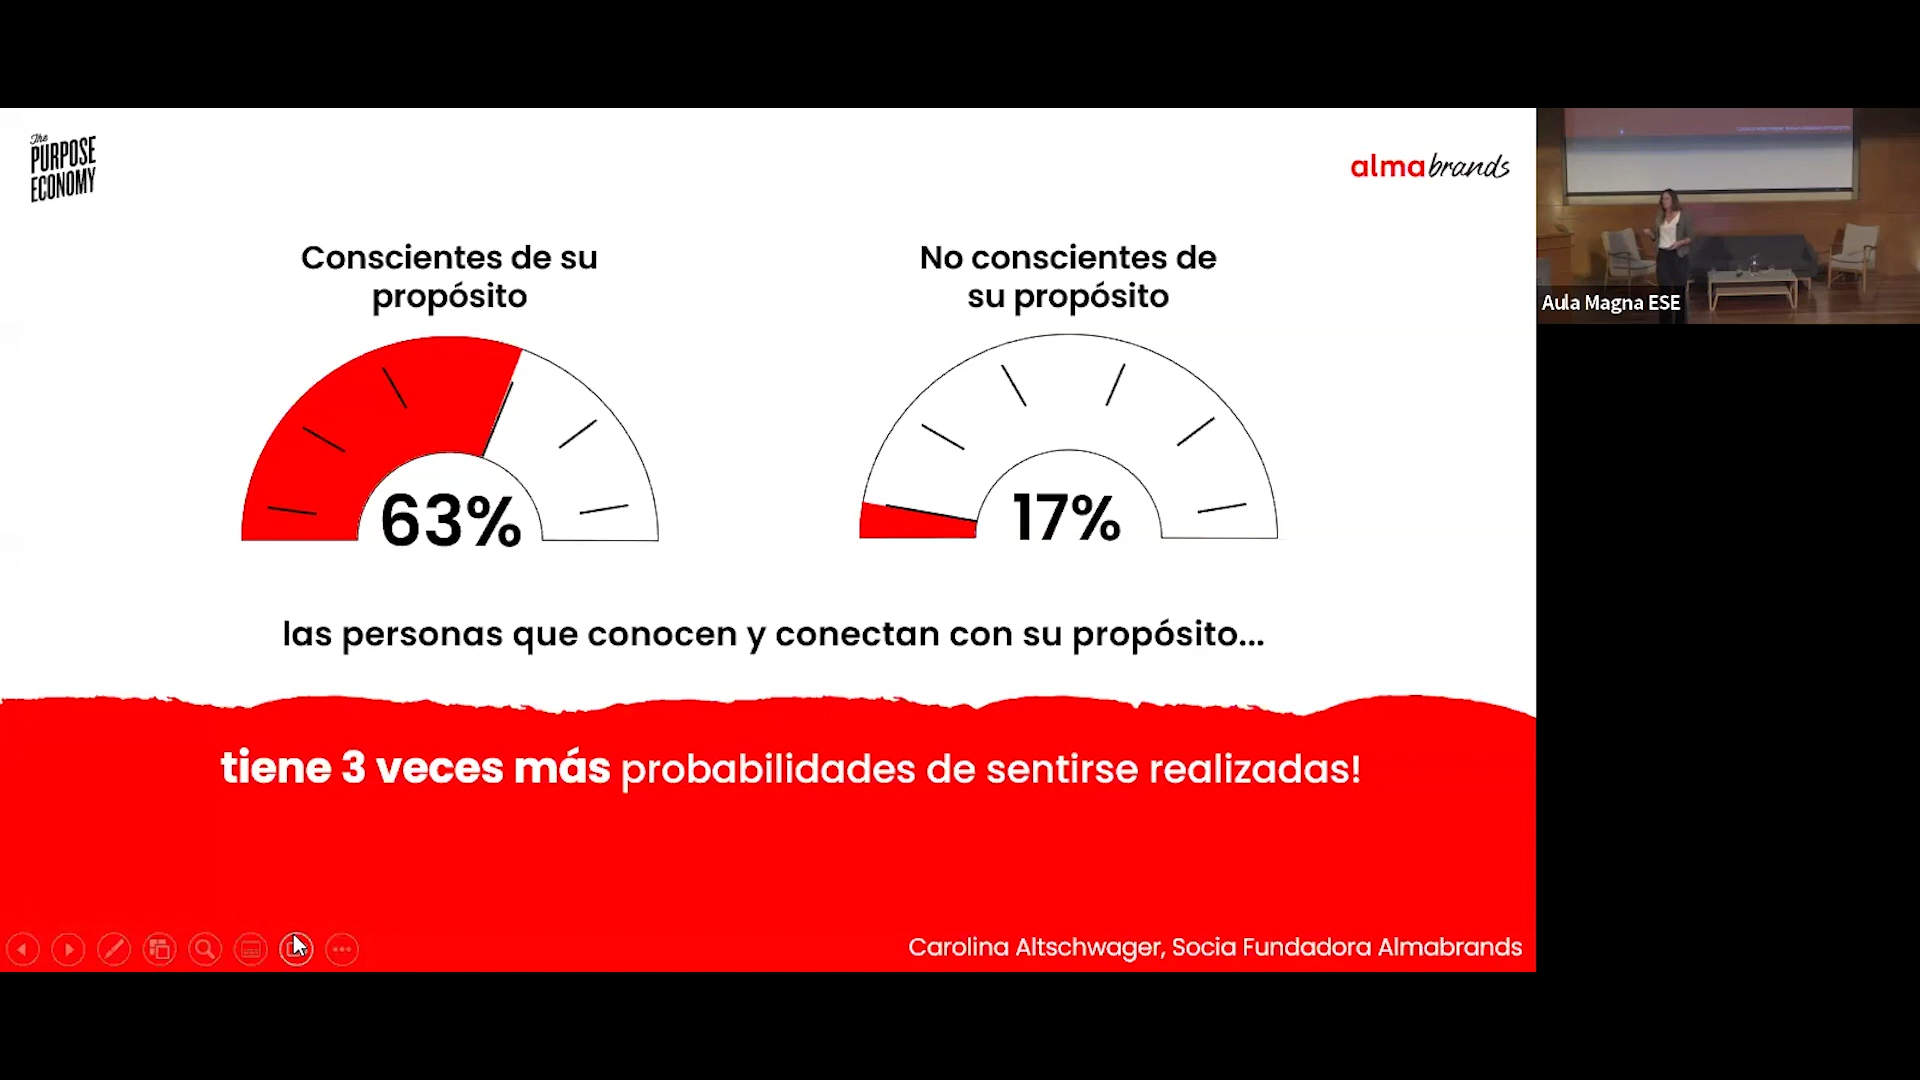 The
PURPOSE
ECONOMY
almabrands
Conscientes de su
propósito
No conscientes de
su propósito
63%
17%
las personas que conocen y conectan con su propósito...
tiene 3 veces más probabilidades de sentirse realizadas!
Carolina Altschwager, Socia Fundadora Almabrands
Aula Magna ESE